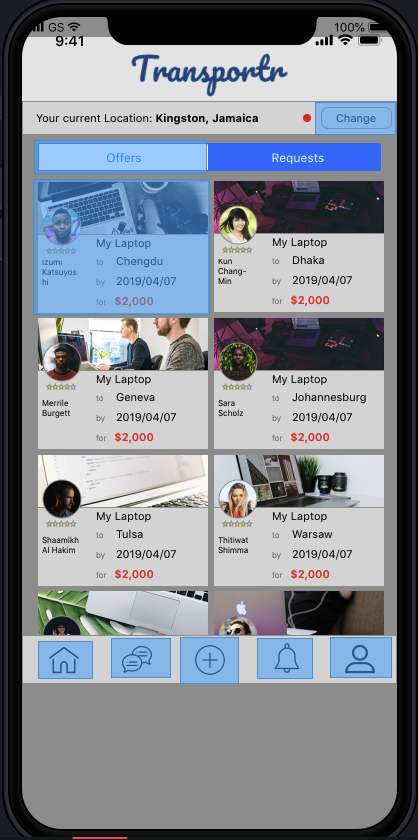 GS 100%
9:41
Transportr
Your current Location: Kingston, Jamaica Change
Offers Requests
My Laptop
Izumi Katsuyos hi
to Chengdu
by 2019/04/07
for $2,000
My Laptop
Kun Chang-Min
to Dhaka
by 2019/04/07
for $2,000
My Laptop
Merrile Burgett
to Geneva
by 2019/04/07
for $2,000
My Laptop
Sara Scholz
to Johannesburg
by 2019/04/07
for $2,000
My Laptop
Shaamikh Al Hakim
to Tulsa
by 2019/04/07
for $2,000
My Laptop
Thitiwat Shimma
to Warsaw
by 2019/04/07
for $2,000